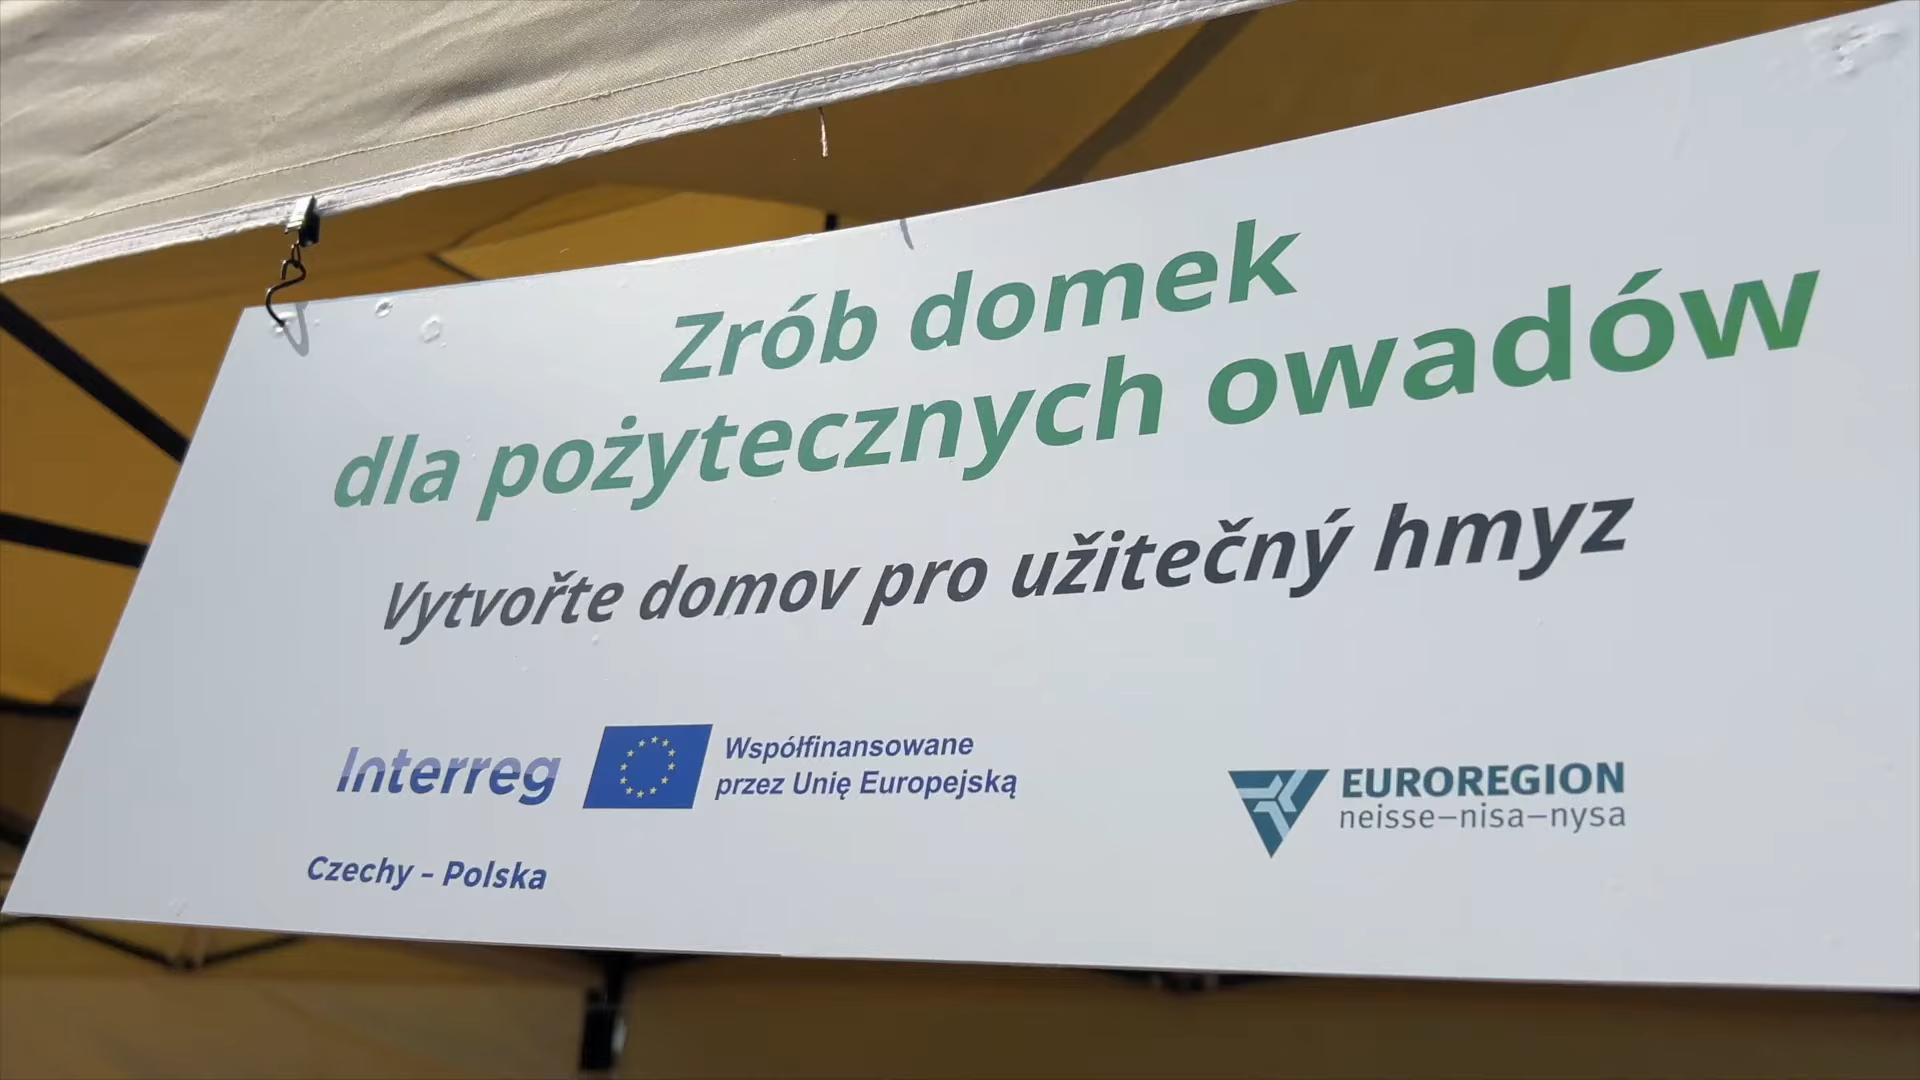 Zrób domek
dla pożytecznych owadów
Vytvořte domov pro užitečný hmyz
Interreg
Współfinansowane
przez Unię Europejską
Czechy – Polska
EUROREGION
neisse–nisa–nysa